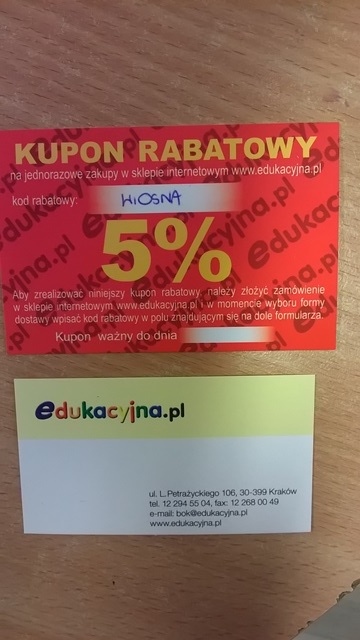 KUPON RABATOWY
na jednorazowe zakupy w sklepie internetowym www.edukacyjna.pl
kod rabatowy: WIOSNA
5%
Aby zrealizować niniejszy kupon rabatowy, należy złożyć zamówienie
w sklepie internetowym www.edukacyjna.pl i w momencie wyboru formy
dostawy wpisać kod rabatowy w polu znajdującym się na dole formularza.
Kupon ważny do dnia
edukacyjna.pl
ul. L.Petrażyckiego 106, 30-399 Kraków
tel. 12 294 55 04, fax: 12 268 00 49
e-mail: bok@edukacyjna.pl
www.edukacyjna.pl